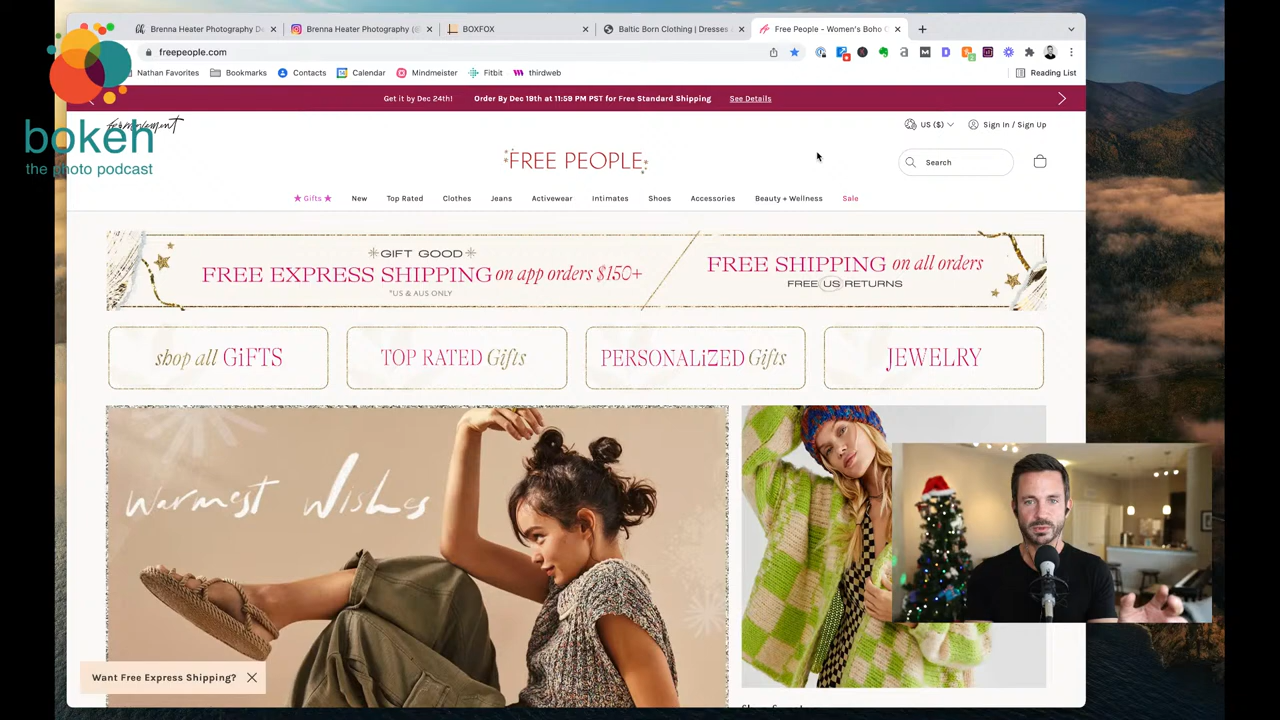 Brenna Heater Photography De
Brenna Heater Photography (@
BOXFOX
Baltic Born Clothing | Dresses
Free People – Women's Boho C
freepeople.com
Nathan Favorites
Bookmarks
Contacts
Calendar
Mindmeister
Fitbit
thirdweb
Reading List
bokeh
the photo podcast
Get it by Dec 24th!
Order By Dec 19th at 11:59 PM PST for Free Standard Shipping
See Details
US ($)
Sign In / Sign Up
FREE PEOPLE
Search
Gifts
New
Top Rated
Clothes
Jeans
Activewear
Intimates
Shoes
Accessories
Beauty + Wellness
Sale
GIFT GOOD
FREE EXPRESS SHIPPING on app orders $150+
*US & AUS ONLY
FREE SHIPPING on all orders
FREE US RETURNS
shop all GiFTS
TOP RATED Gifts
PERSONALiZED Gifts
JEWELRY
Warmest Wishes
Want Free Express Shipping?